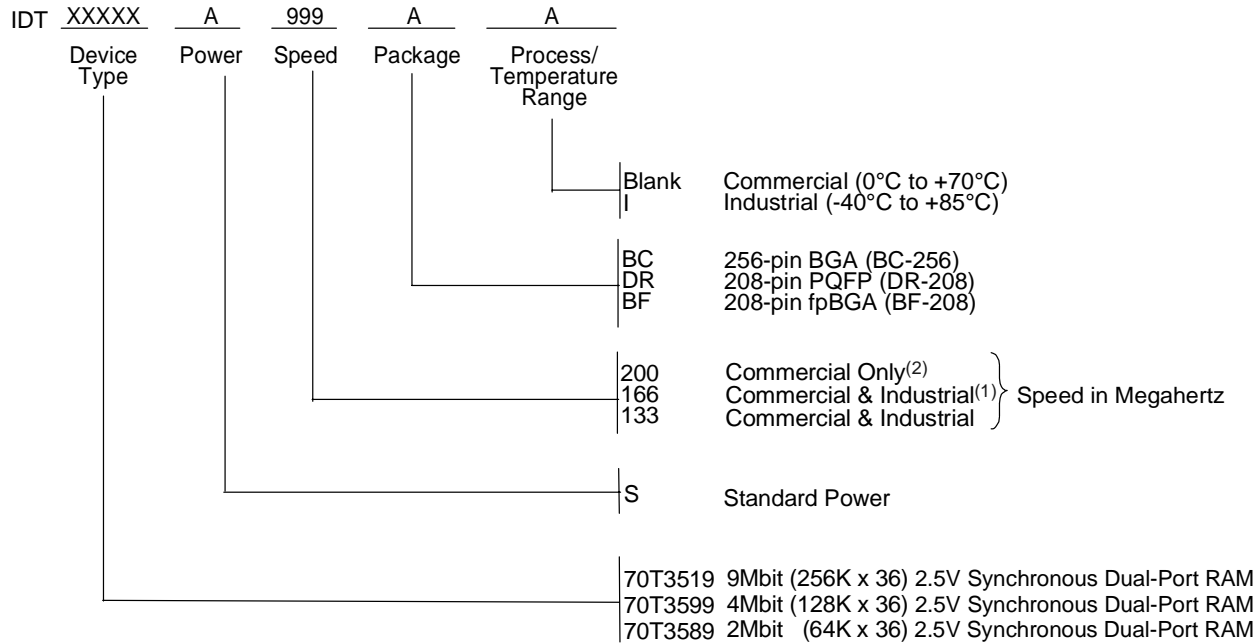 IDT XXXXX A 999 A A
Device Type Power Speed Package Process/ Temperature Range
Blank Commercial (0°C to +70°C)
I Industrial (-40°C to +85°C)
BC 256-pin BGA (BC-256)
DR 208-pin PQFP (DR-208)
BF 208-pin fpBGA (BF-208)
200 Commercial Only(2)
166 Commercial & Industrial(1) Speed in Megahertz
133 Commercial & Industrial
S Standard Power
70T3519 9Mbit (256K x 36) 2.5V Synchronous Dual-Port RAM
70T3599 4Mbit (128K x 36) 2.5V Synchronous Dual-Port RAM
70T3589 2Mbit (64K x 36) 2.5V Synchronous Dual-Port RAM